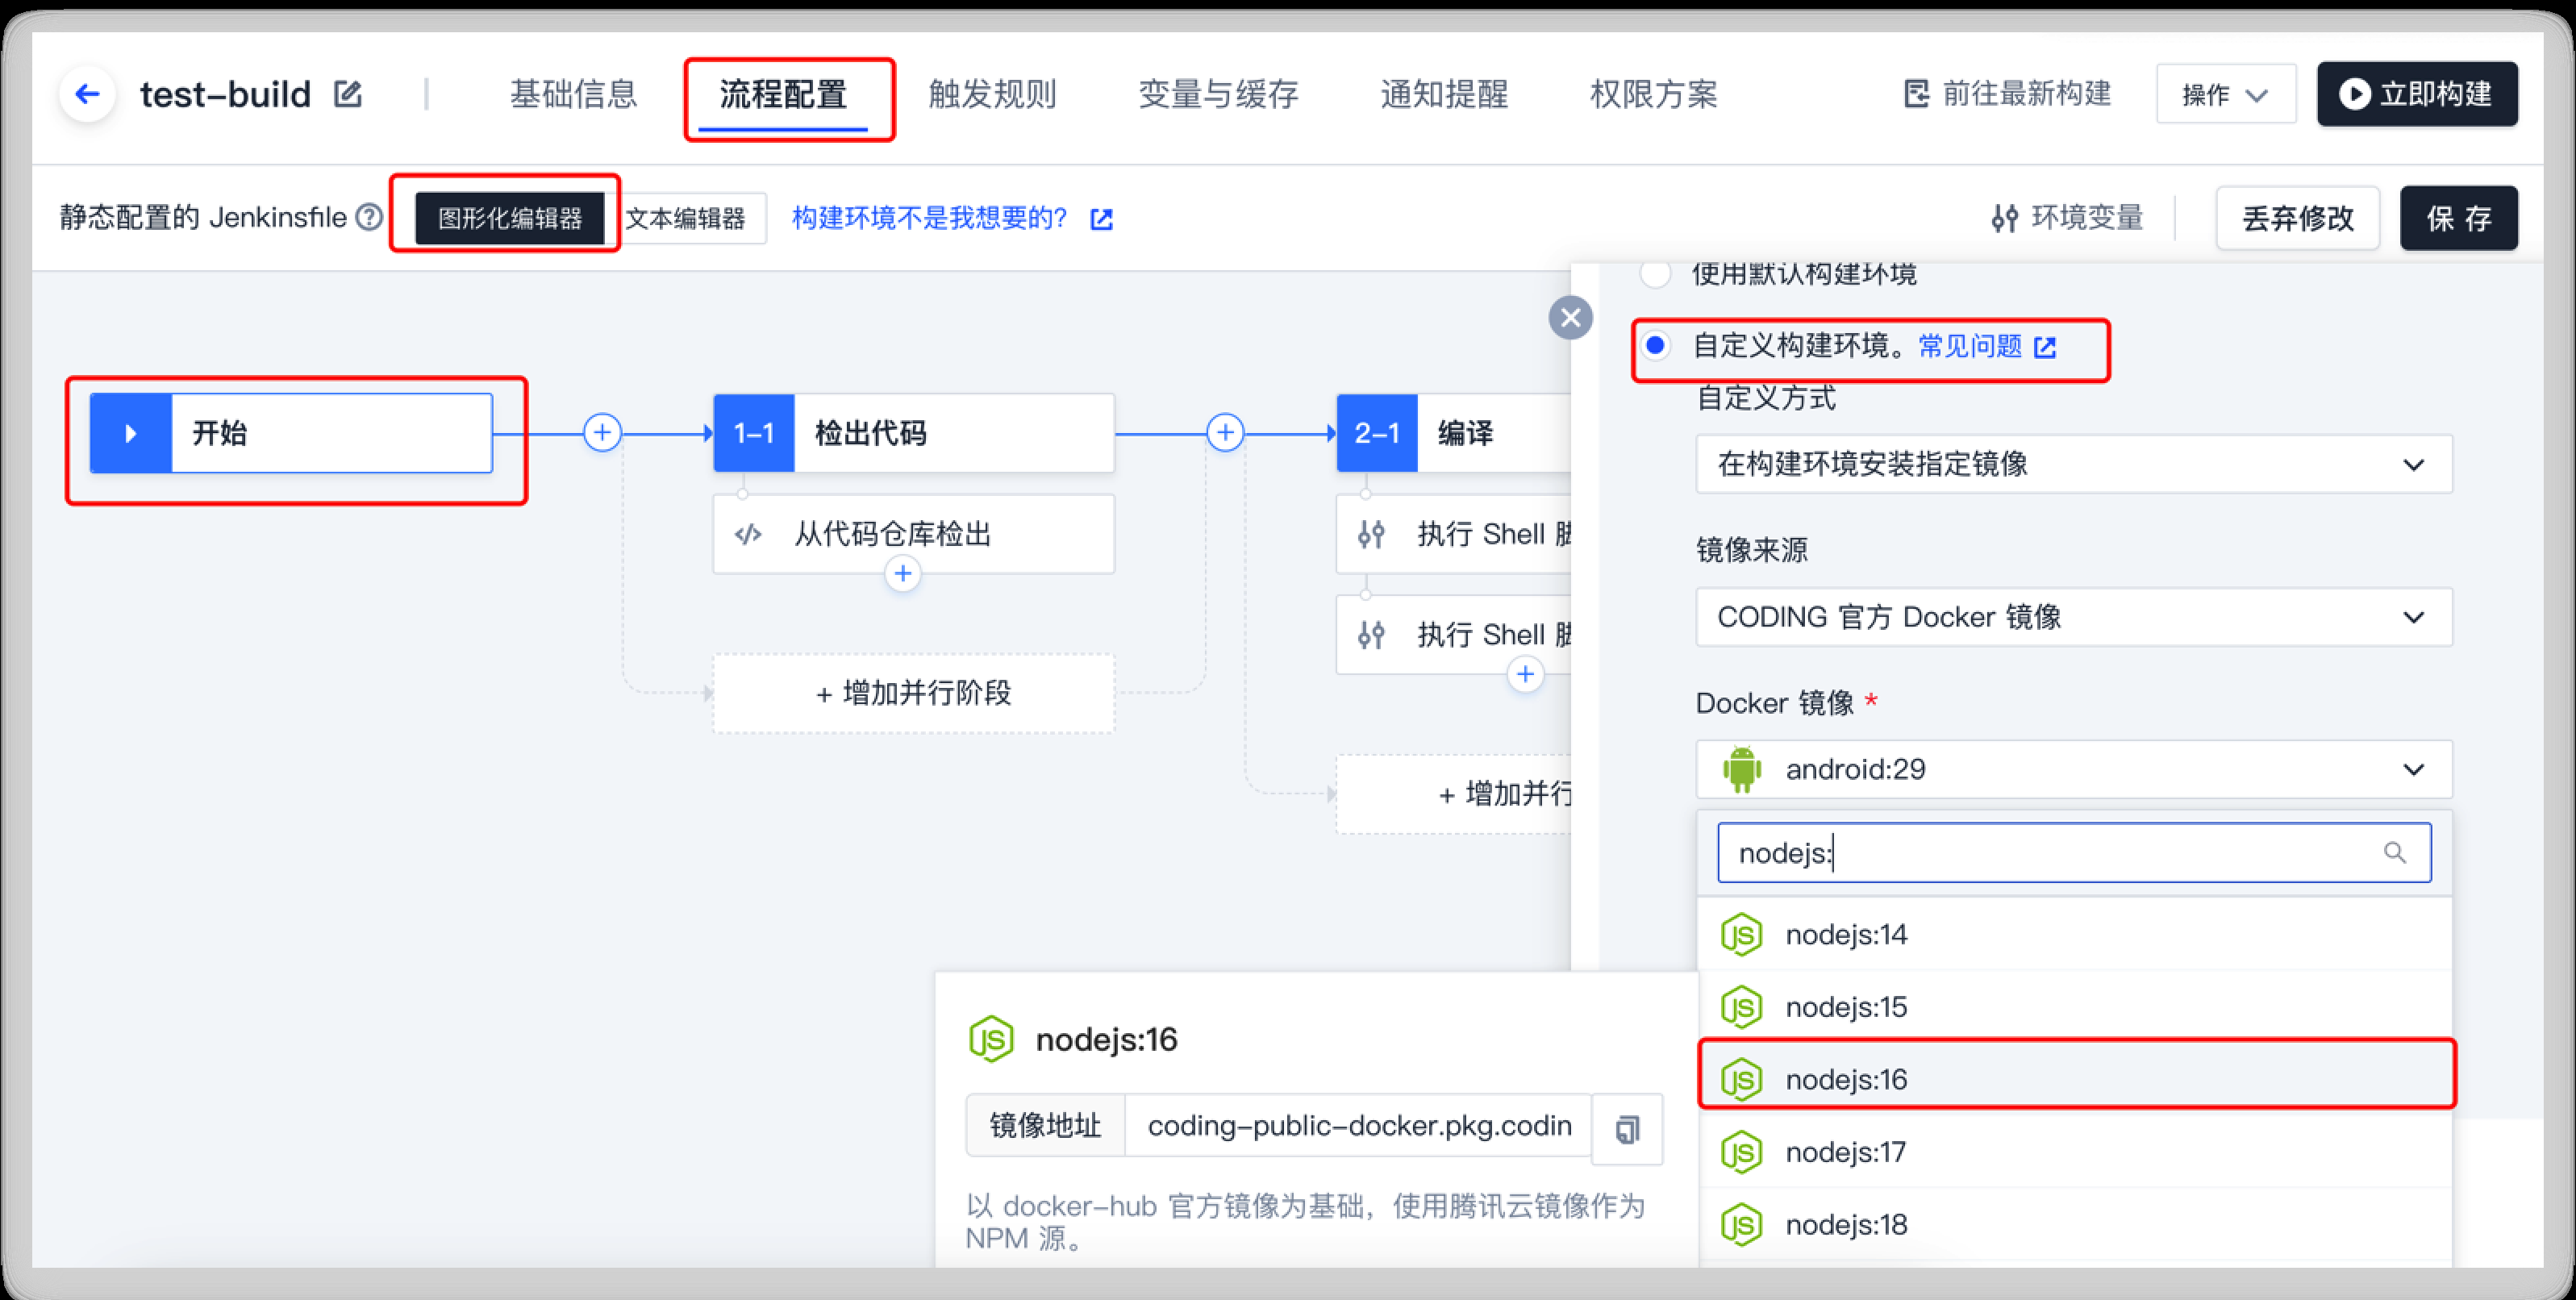 test-build
基础信息
流程配置
触发规则
变量与缓存
通知提醒
权限方案
前往最新构建
操作
立即构建
静态配置的 Jenkinsfile
图形化编辑器
文本编辑器
构建环境不是我想要的?
环境变量
丢弃修改
保 存
开始
1-1
检出代码
从代码仓库检出
+ 增加并行阶段
2-1
编译
执行 Shell
执行 Shell
+ 增加并行
使用默认构建环境
自定义构建环境。常见问题
自定义方式
在构建环境安装指定镜像
镜像来源
CODING 官方 Docker 镜像
Docker 镜像 *
android:29
nodejs:
nodejs:14
nodejs:15
nodejs:16
nodejs:17
nodejs:18
nodejs:16
镜像地址
coding-public-docker.pkg.codin
以 docker-hub 官方镜像为基础，使用腾讯云镜像作为
NPM 源。